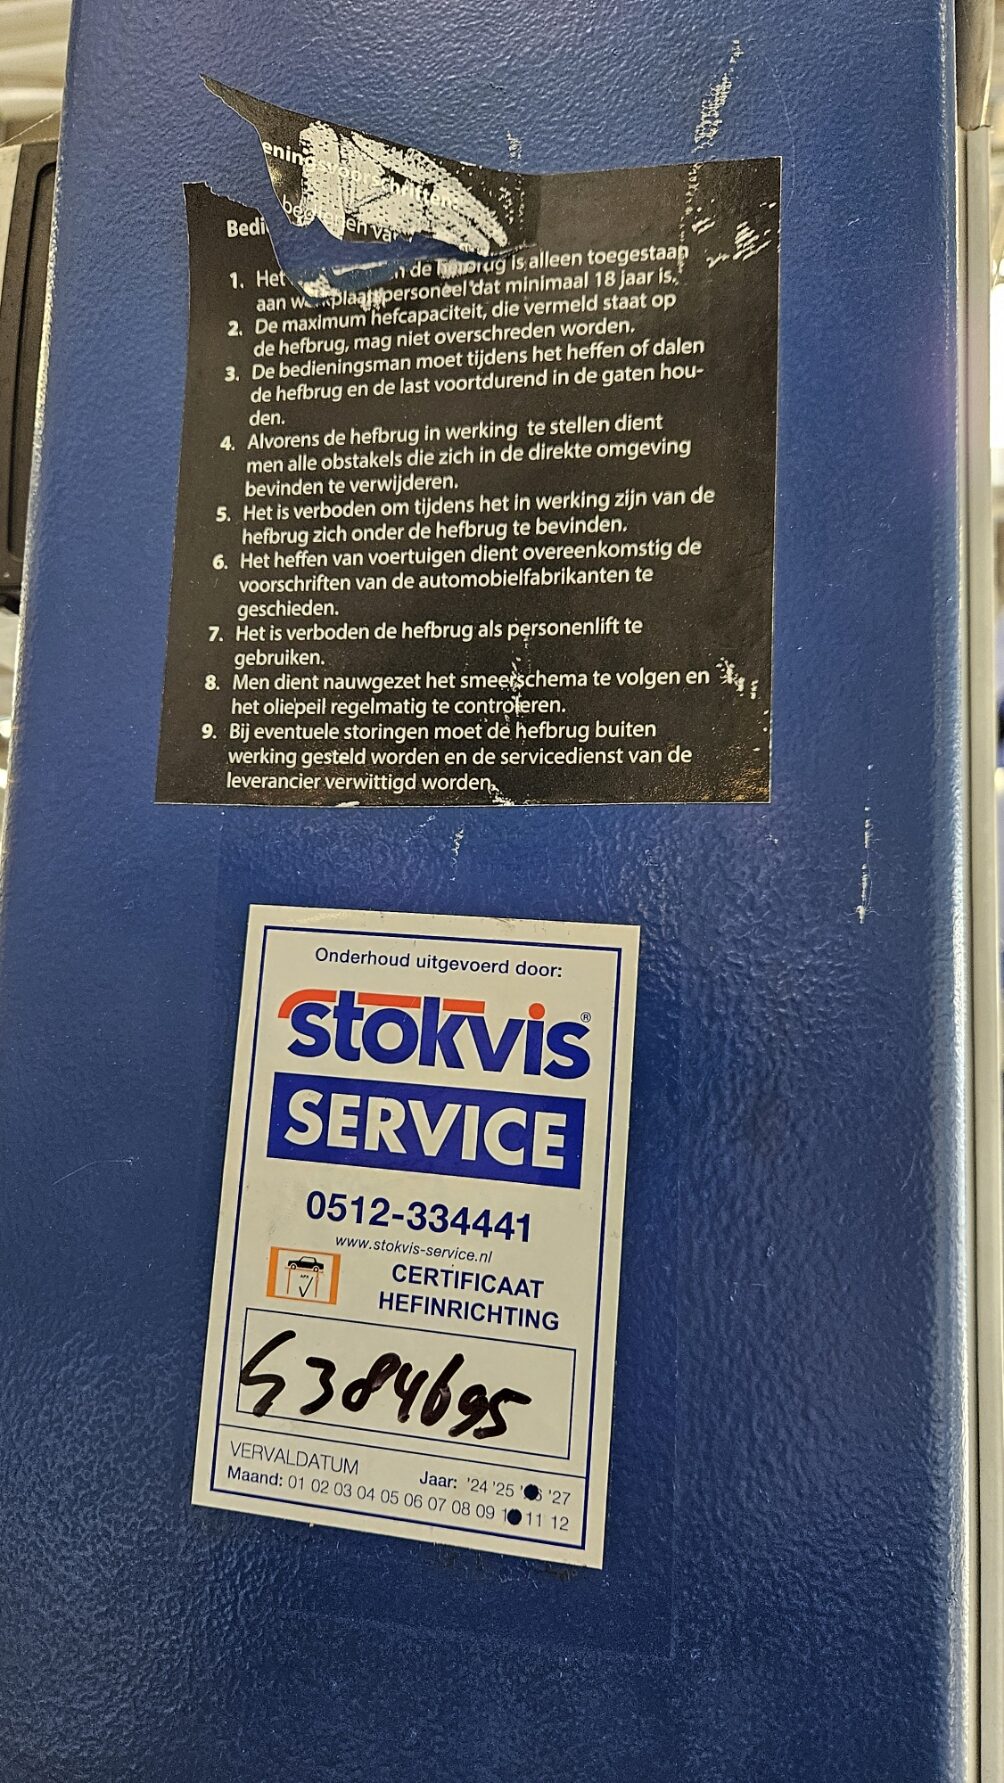 eningsvoorschriften:
Bedi
1. Het de hefbrug is alleen toegestaan
aan werkplaatspersoneel dat minimaal 18 jaar is.
2. De maximum hefcapaciteit, die vermeld staat op
de hefbrug, mag niet overschreden worden.
3. De bedieningsman moet tijdens het heffen of dalen
de hefbrug en de last voortdurend in de gaten hou-
den.
4. Alvorens de hefbrug in werking te stellen dient
men alle obstakels die zich in de direkte omgeving
bevinden te verwijderen.
5. Het is verboden om tijdens het in werking zijn van de
hefbrug zich onder de hefbrug te bevinden.
6. Het heffen van voertuigen dient overeenkomstig de
voorschriften van de automobielfabrikanten te
geschieden.
7. Het is verboden de hefbrug als personenlift te
gebruiken.
8. Men dient nauwgezet het smeerschema te volgen en
het oliepeil regelmatig te controleren.
9. Bij eventuele storingen moet de hefbrug buiten
werking gesteld worden en de servicedienst van de
leverancier verwittigd worden.
Onderhoud uitgevoerd door:
stokvis®
SERVICE
0512-334441
www.stokvis-service.nl
CERTIFICAAT
HEFINRICHTING
VERVALDATUM
Jaar: '24 '25 '27
Maand: 01 02 03 04 05 06 07 08 09 11 12